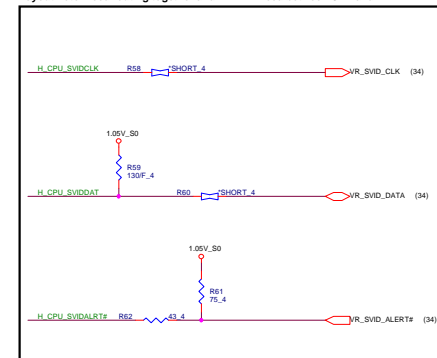 H_CPU_SVIDCLK R58 *SHORT_4 VR_SVID_CLK (34)
1.05V_S0
R59
130/F_4
H_CPU_SVIDDAT R60 *SHORT_4 VR_SVID_DATA (34)
1.05V_S0
R61
75_4
H_CPU_SVIDALRT# R62 43_4 VR_SVID_ALERT# (34)